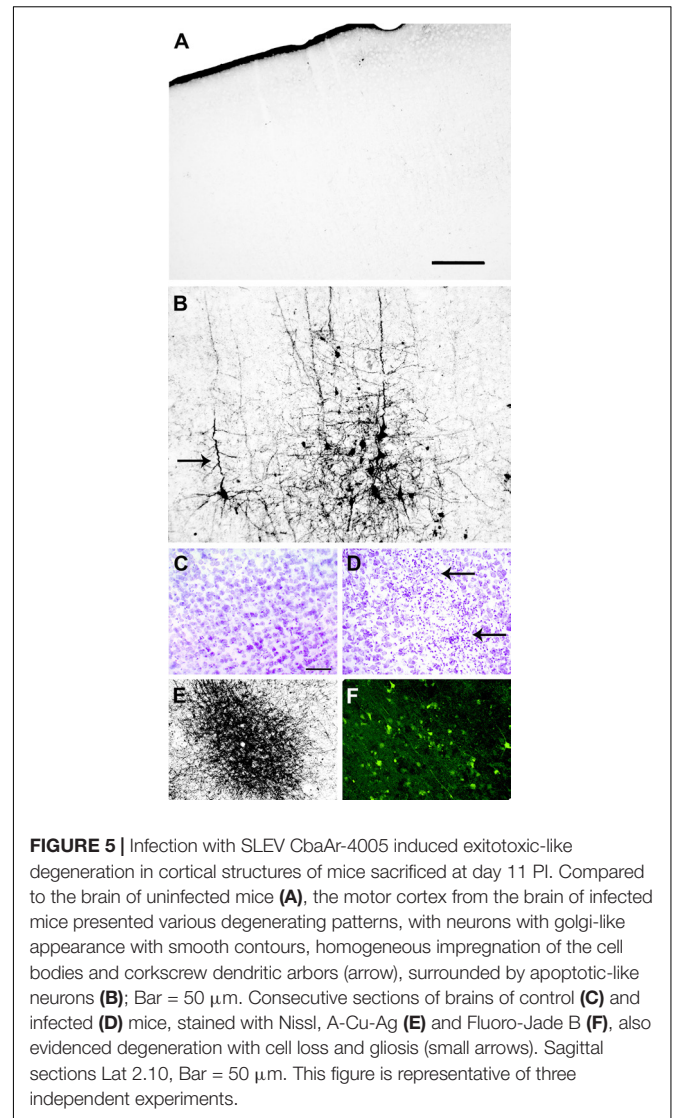 A
B
C
D
E
F
FIGURE 5 | Infection with SLEV CbaAr-4005 induced exitotoxic-like
degeneration in cortical structures of mice sacrificed at day 11 PI. Compared
to the brain of uninfected mice (A), the motor cortex from the brain of infected
mice presented various degenerating patterns, with neurons with golgi-like
appearance with smooth contours, homogeneous impregnation of the cell
bodies and corkscrew dendritic arbors (arrow), surrounded by apoptotic-like
neurons (B); Bar = 50 μm. Consecutive sections of brains of control (C) and
infected (D) mice, stained with Nissl, A-Cu-Ag (E) and Fluoro-Jade B (F), also
evidenced degeneration with cell loss and gliosis (small arrows). Sagittal
sections Lat 2.10, Bar = 50 μm. This figure is representative of three
independent experiments.